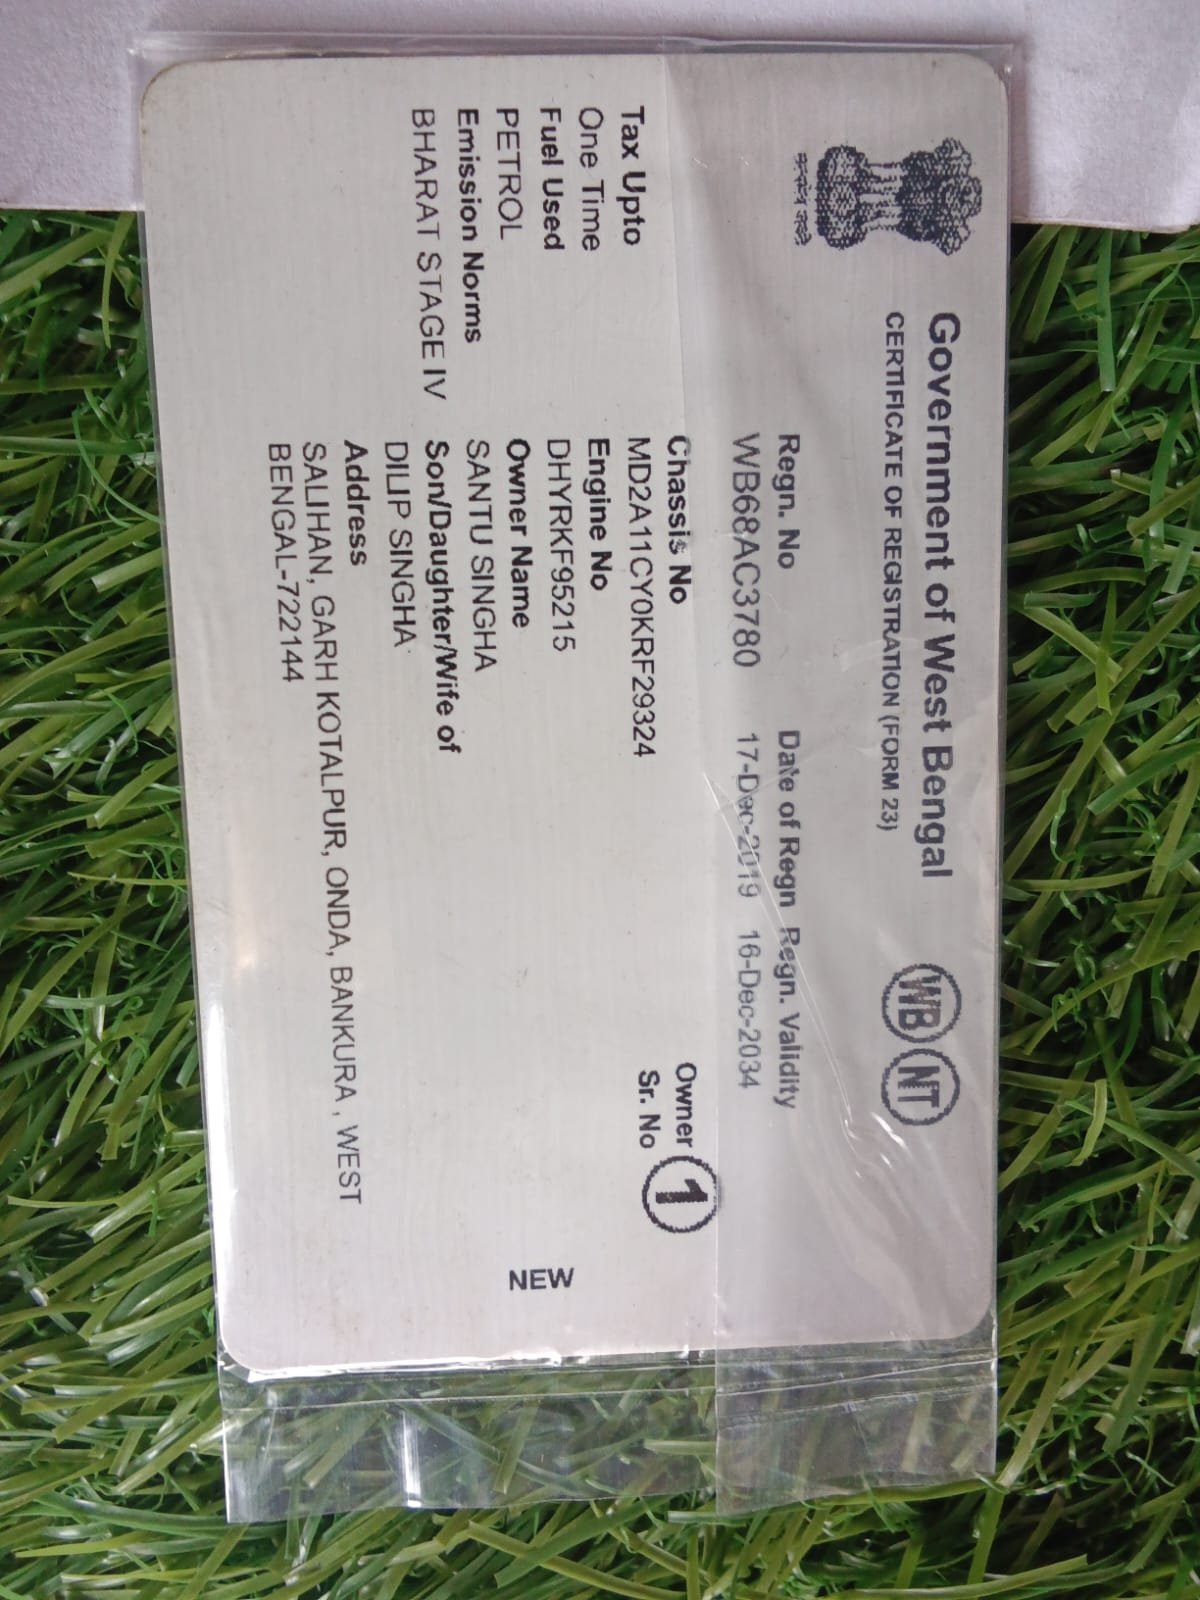 Government of West Bengal
CERTIFICATE OF REGISTRATION (FORM 23)
WB NT
Regn. No Date of Regn Regn. Validity
WB68AC3780 17-Dec-2019 16-Dec-2034
Chassis No
MD2A11CY0KRF29324
Owner
Sr. No 1
Tax Upto
One Time
Fuel Used
PETROL
Emission Norms
BHARAT STAGE IV
Engine No
DHYRKF95215
Owner Name
SANTU SINGHA
Son/Daughter/Wife of
DILIP SINGHA
Address
SALIHAN, GARH KOTALPUR, ONDA, BANKURA , WEST
BENGAL-722144
NEW